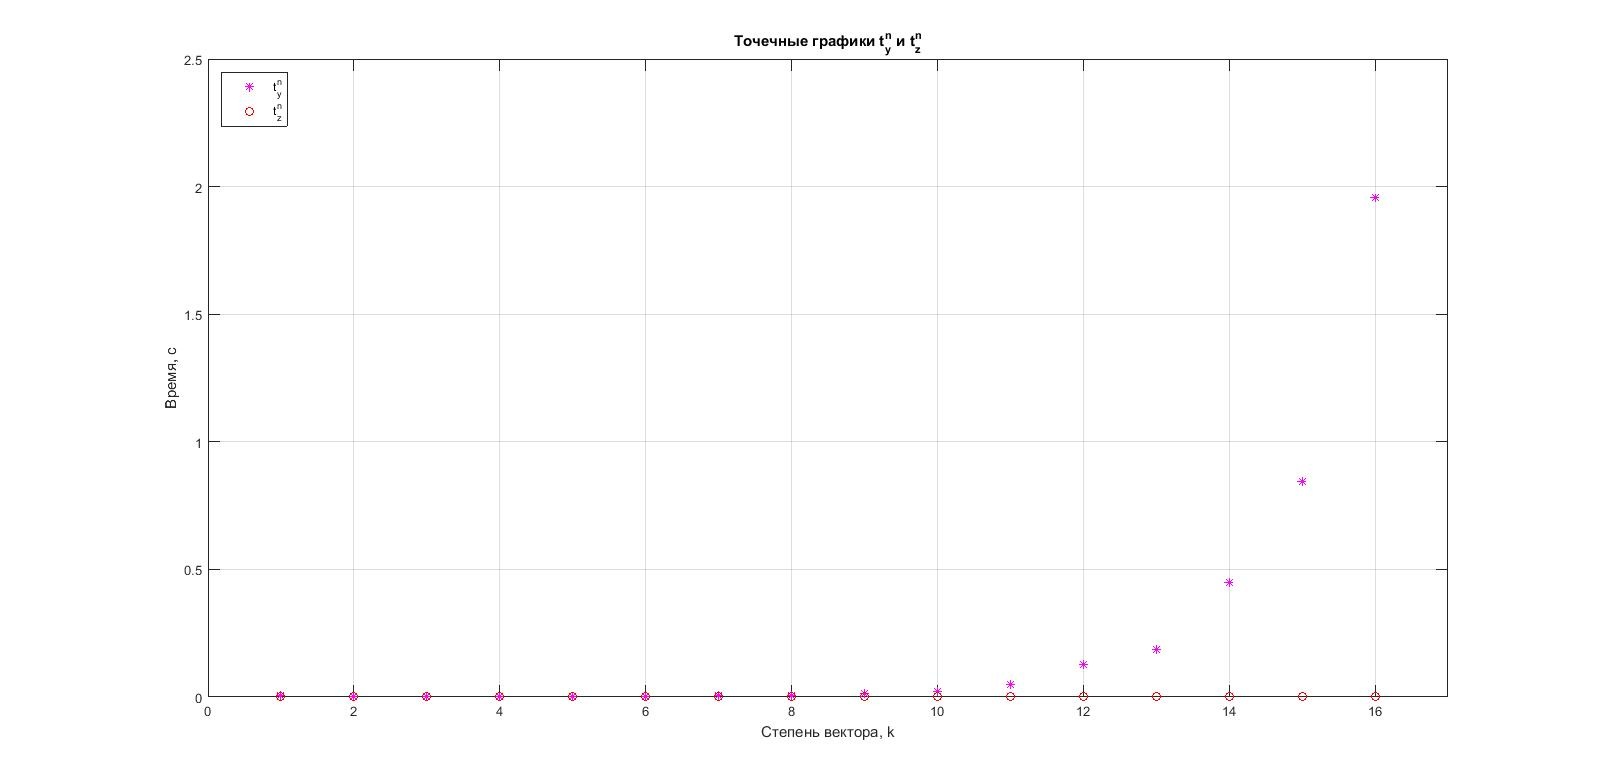 Точечные графики t_y^n и t_z^n
2.5
2
1.5
1
0.5
0
t_y^n
t_z^n
Время, с
0 2 4 6 8 10 12 14 16
Степень вектора, k